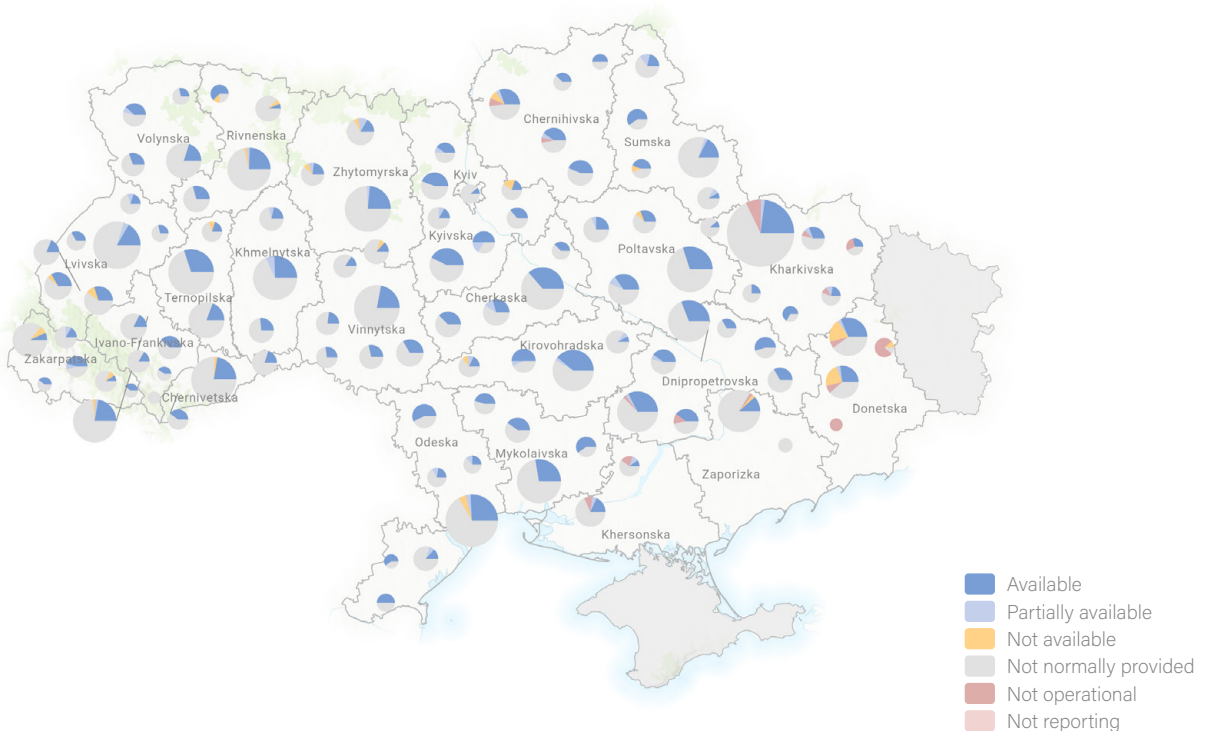 Chernihivska
Volynska
Rivnenska
Sumska
Zhytomyrska
Kyiv
Kyivska
Poltavska
Lvivska
Khmelnytska
Kharkivska
Ternopilska
Cherkaska
Vinnytska
Ivano-Frankivska
Kirovohradska
Zakarpatska
Dnipropetrovska
Chernivetska
Donetska
Odeska
Mykolaivska
Zaporizka
Khersonska
Available
Partially available
Not available
Not normally provided
Not operational
Not reporting